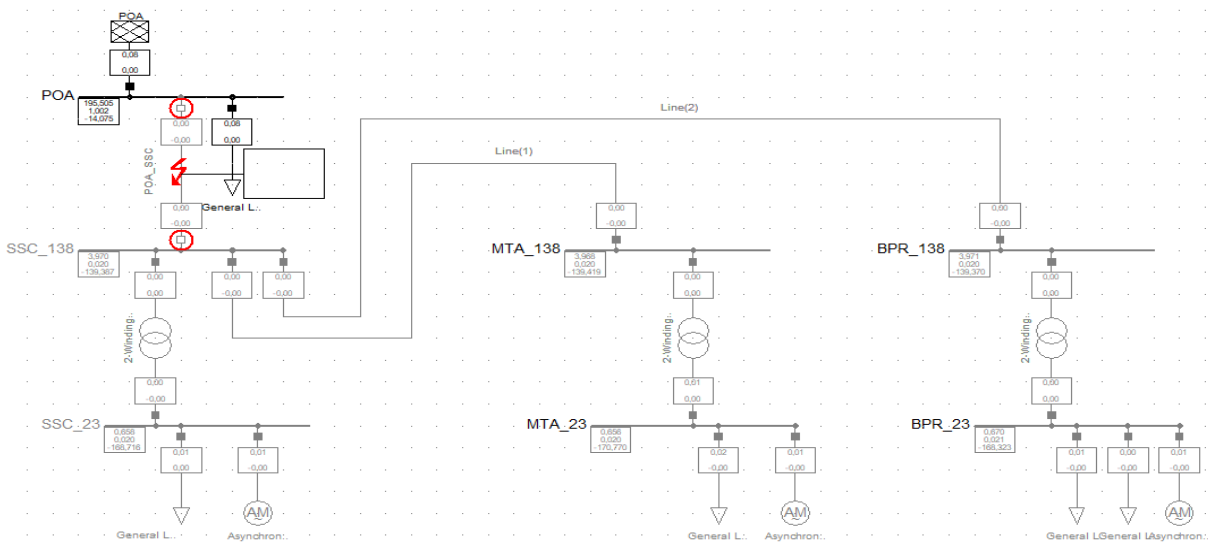 POA
0,08
0,00
POA
195,505
1,002
-14,075
0,00
-0,00
0,08
0,00
POA_SSC
General L..
Line(2)
Line(1)
0,00
-0,00
0,00
-0,00
0,00
-0,00
SSC_138
3,970
0,020
-139,387
MTA_138
3,968
0,020
-139,419
BPR_138
3,971
0,020
-139,370
0,00
0,00
0,00
-0,00
0,00
-0,00
0,00
0,00
0,00
0,00
2-Winding..
2-Winding..
2-Winding..
0,00
-0,00
0,01
0,00
0,00
-0,00
SSC_23
0,656
0,020
-168,716
MTA_23
0,656
0,020
-170,770
BPR_23
0,670
0,021
-168,323
0,01
0,00
0,01
-0,00
0,02
-0,00
0,01
-0,00
0,01
-0,00
0,00
-0,00
0,01
-0,00
AM
~
AM
~
AM
~
General L..
Asynchron..
General L..
Asynchron..
General L
General L
Asynchron..